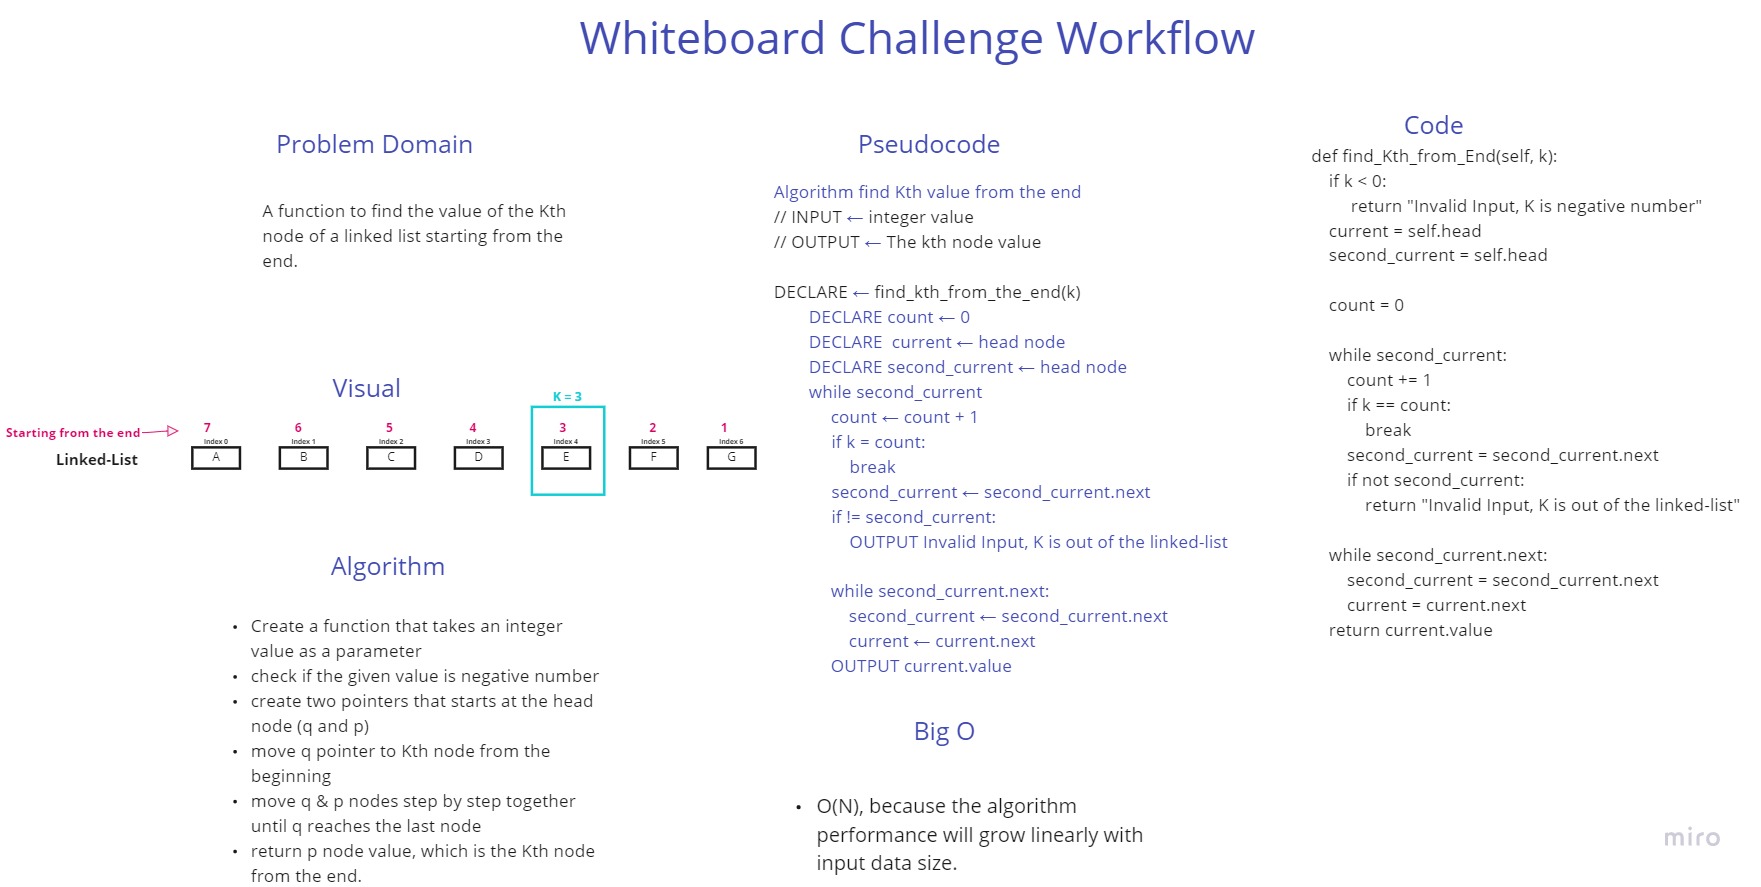 Whiteboard Challenge Workflow
Problem Domain
A function to find the value of the Kth
node of a linked list starting from the
end.
Visual
K = 3
Starting from the end
7 6 5 4 3 2 1
Index 0 Index 1 Index 2 Index 3 Index 4 Index 5 Index 6
Linked-List A B C D E F G
Algorithm
• Create a function that takes an integer
value as a parameter
• check if the given value is negative number
• create two pointers that starts at the head
node (q and p)
• move q pointer to Kth node from the
beginning
• move q & p nodes step by step together
until q reaches the last node
• return p node value, which is the Kth node
from the end.
Pseudocode
Algorithm find Kth value from the end
// INPUT ← integer value
// OUTPUT ← The kth node value
DECLARE ← find_kth_from_the_end(k)
DECLARE count ← 0
DECLARE current ← head node
DECLARE second_current ← head node
while second_current
count ← count + 1
if k = count:
break
second_current ← second_current.next
if != second_current:
OUTPUT Invalid Input, K is out of the linked-list
while second_current.next:
second_current ← second_current.next
current ← current.next
OUTPUT current.value
Big O
• O(N), because the algorithm
performance will grow linearly with
input data size.
Code
def find_Kth_from_End(self, k):
if k < 0:
return "Invalid Input, K is negative number"
current = self.head
second_current = self.head
count = 0
while second_current:
count += 1
if k == count:
break
second_current = second_current.next
if not second_current:
return "Invalid Input, K is out of the linked-list"
while second_current.next:
second_current = second_current.next
current = current.next
return current.value
miro